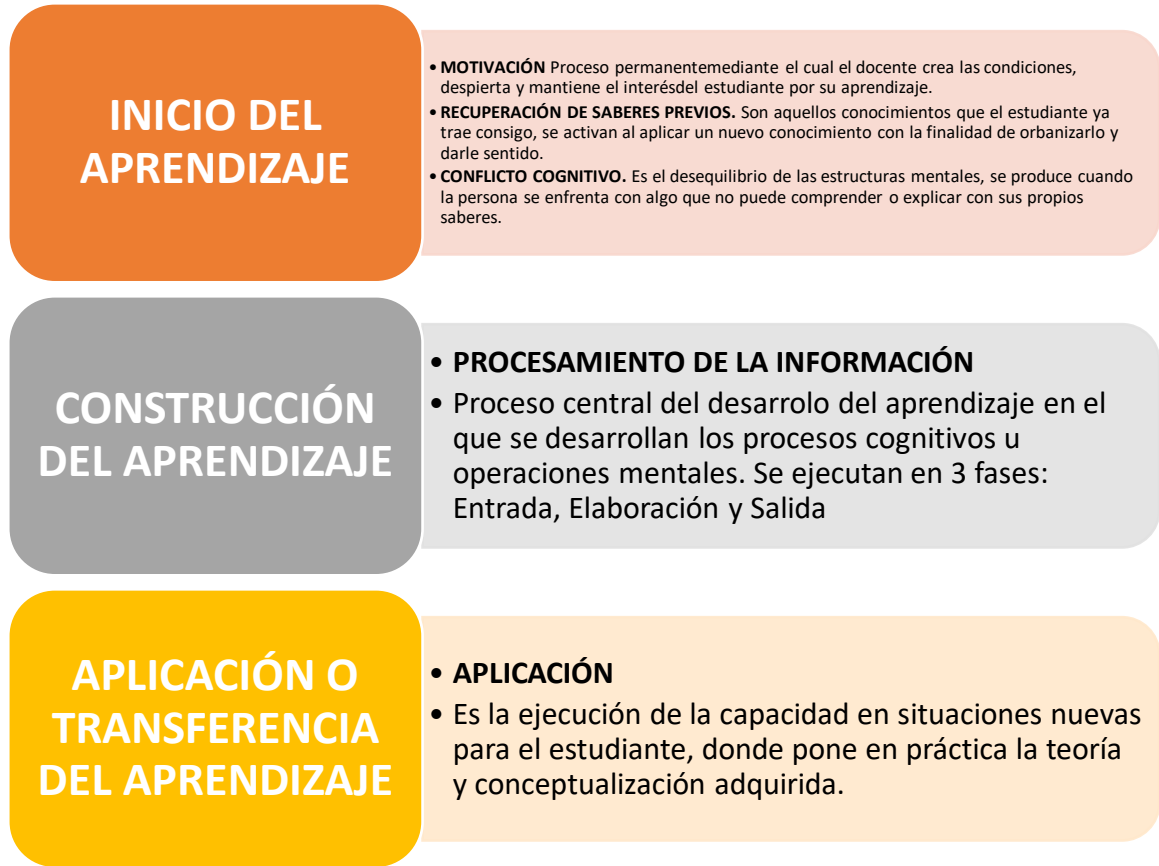 INICIO DEL
APRENDIZAJE
• MOTIVACIÓN Proceso permanentemediante el cual el docente crea las condiciones,
despierta y mantiene el interésdel estudiante por su aprendizaje.
• RECUPERACIÓN DE SABERES PREVIOS. Son aquellos conocimientos que el estudiante ya
trae consigo, se activan al aplicar un nuevo conocimiento con la finalidad de orbanizarlo y
darle sentido.
• CONFLICTO COGNITIVO. Es el desequilibrio de las estructuras mentales, se produce cuando
la persona se enfrenta con algo que no puede comprender o explicar con sus propios
saberes.
CONSTRUCCIÓN
DEL APRENDIZAJE
• PROCESAMIENTO DE LA INFORMACIÓN
• Proceso central del desarrolo del aprendizaje en el
que se desarrollan los procesos cognitivos u
operaciones mentales. Se ejecutan en 3 fases:
Entrada, Elaboración y Salida
APLICACIÓN O
TRANSFERENCIA
DEL APRENDIZAJE
• APLICACIÓN
• Es la ejecución de la capacidad en situaciones nuevas
para el estudiante, donde pone en práctica la teoría
y conceptualización adquirida.